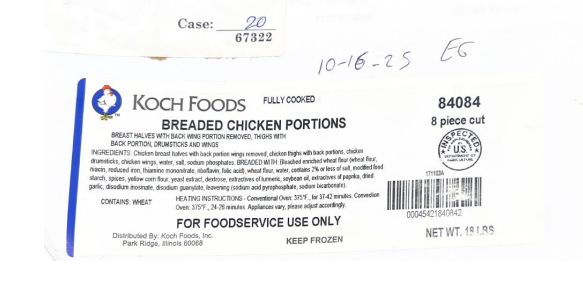 Case: 20
67322
10-16-25 EG
KOCH FOODS FULLY COOKED
84084
8 piece cut
BREADED CHICKEN PORTIONS
BREAST HALVES WITH BACK WING PORTION REMOVED, THIGHS WITH
BACK PORTION, DRUMSTICKS AND WINGS
INSPECTED
U.S.
DEPARTMENT OF
AGRICULTURE
INGREDIENTS: Chicken breast halves with back portion wings removed, chicken thighs with back portions, chicken
drumsticks, chicken wings, water, salt, sodium phosphates. BREADED WITH: Bleached enriched wheat flour (wheat flour,
niacin, reduced iron, thiamine mononitrate, riboflavin, folic acid), wheat flour, water, contains 2% or less of salt, modified food
starch, spices, yellow corn flour, yeast extract, dextrose, extractives of turmeric, soybean oil, extractives of paprika, dried
garlic, disodium inosinate, disodium guanylate, leavening (sodium acid pyrophosphate, sodium bicarbonate).
CONTAINS: WHEAT
HEATING INSTRUCTIONS - Conventional Oven: 375°F, for 37-42 minutes. Convection
Oven: 375°F, 24-26 minutes. Appliances vary, please adjust accordingly.
00045421840842
FOR FOODSERVICE USE ONLY
NET WT. 18 LBS
Distributed By: Koch Foods, Inc.
Park Ridge, Illinois 60068
KEEP FROZEN